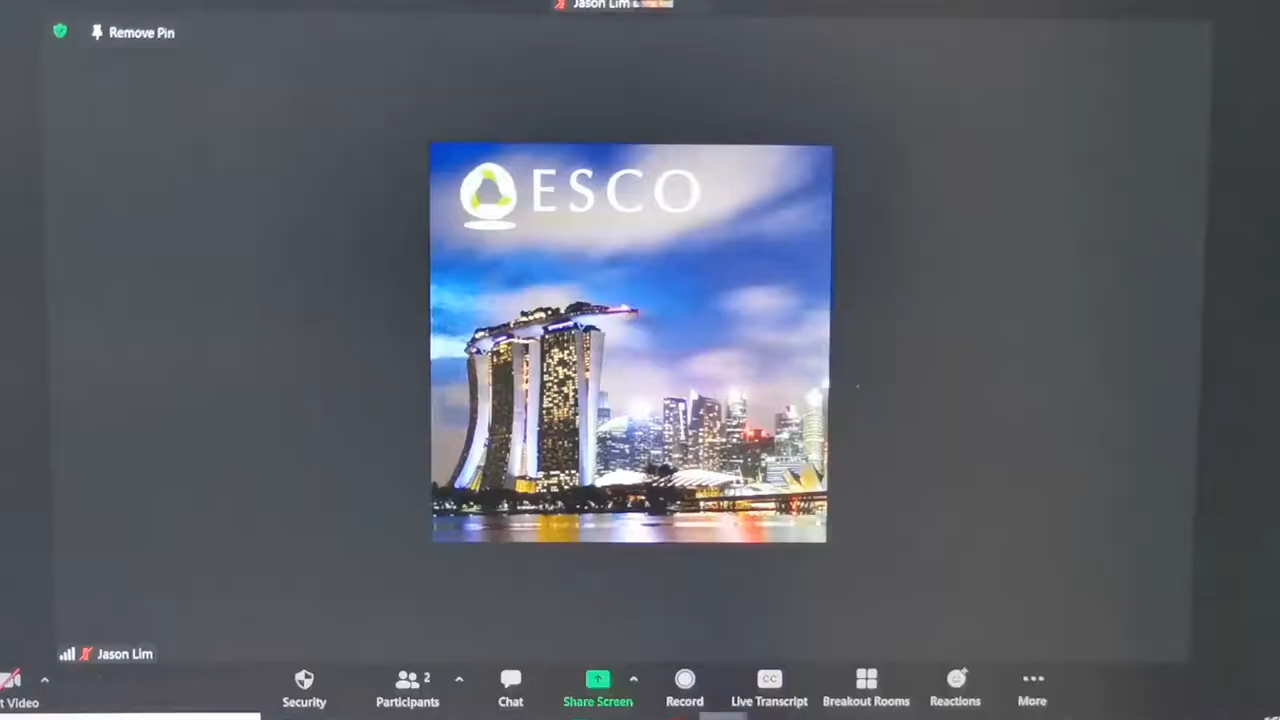 Jason Lim
Remove Pin
ESCO
Jason Lim
t Video
Security
Participants
2
Chat
Share Screen
Record
CC
Live Transcript
Breakout Rooms
Reactions
More